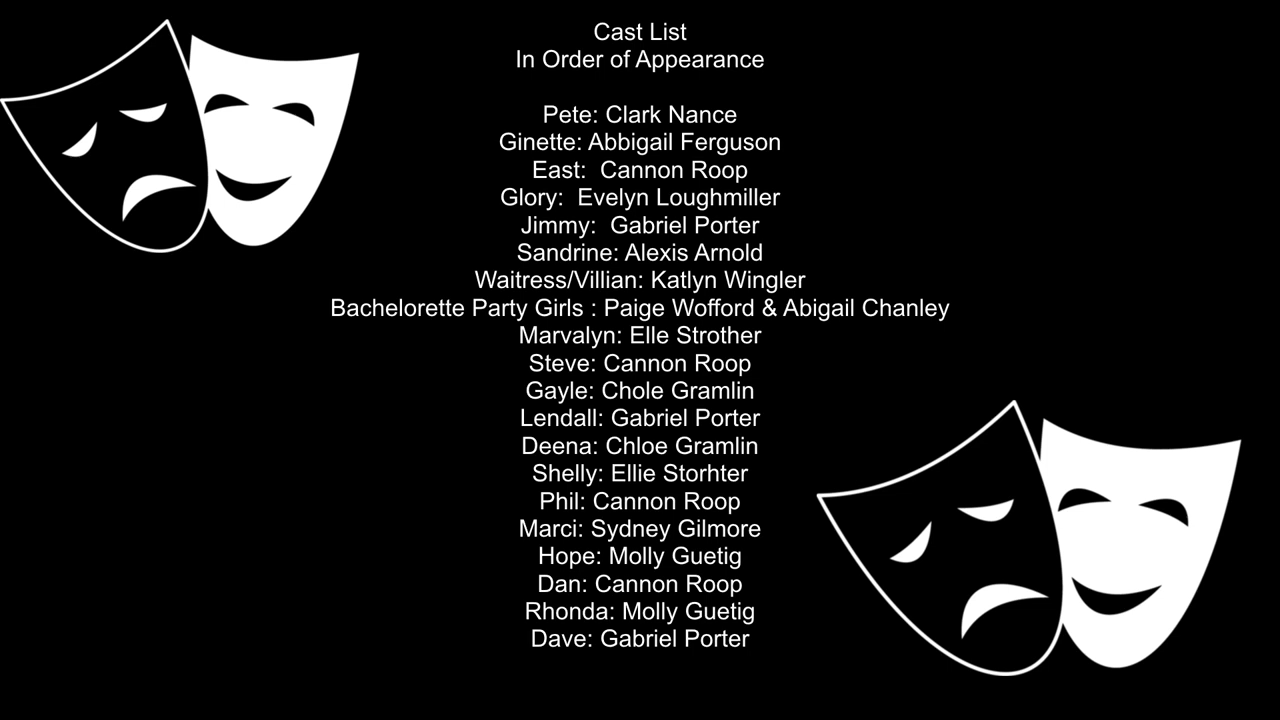 Cast List
In Order of Appearance
Pete: Clark Nance
Ginette: Abbigail Ferguson
East:  Cannon Roop
Glory:  Evelyn Loughmiller
Jimmy:  Gabriel Porter
Sandrine: Alexis Arnold
Waitress/Villian: Katlyn Wingler
Bachelorette Party Girls : Paige Wofford & Abigail Chanley
Marvalyn: Elle Strother
Steve: Cannon Roop
Gayle: Chole Gramlin
Lendall: Gabriel Porter
Deena: Chloe Gramlin
Shelly: Ellie Storhter
Phil: Cannon Roop
Marci: Sydney Gilmore
Hope: Molly Guetig
Dan: Cannon Roop
Rhonda: Molly Guetig
Dave: Gabriel Porter